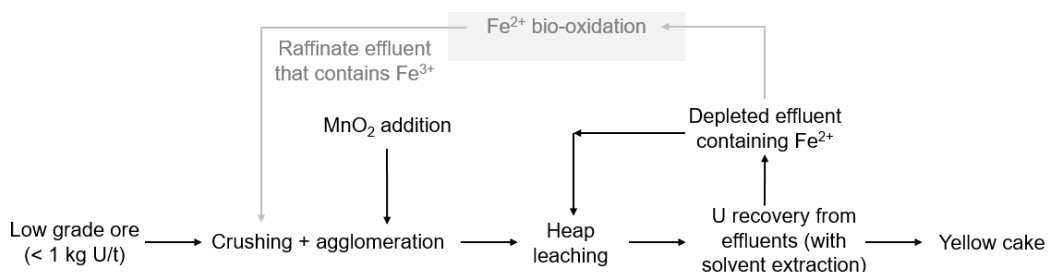 Fe²⁺ bio-oxidation
Raffinate effluent
that contains Fe³⁺
MnO₂ addition
Depleted effluent
containing Fe²⁺
Low grade ore
(< 1 kg U/t)
Crushing + agglomeration
Heap
leaching
U recovery from
effluents (with
solvent extraction)
Yellow cake